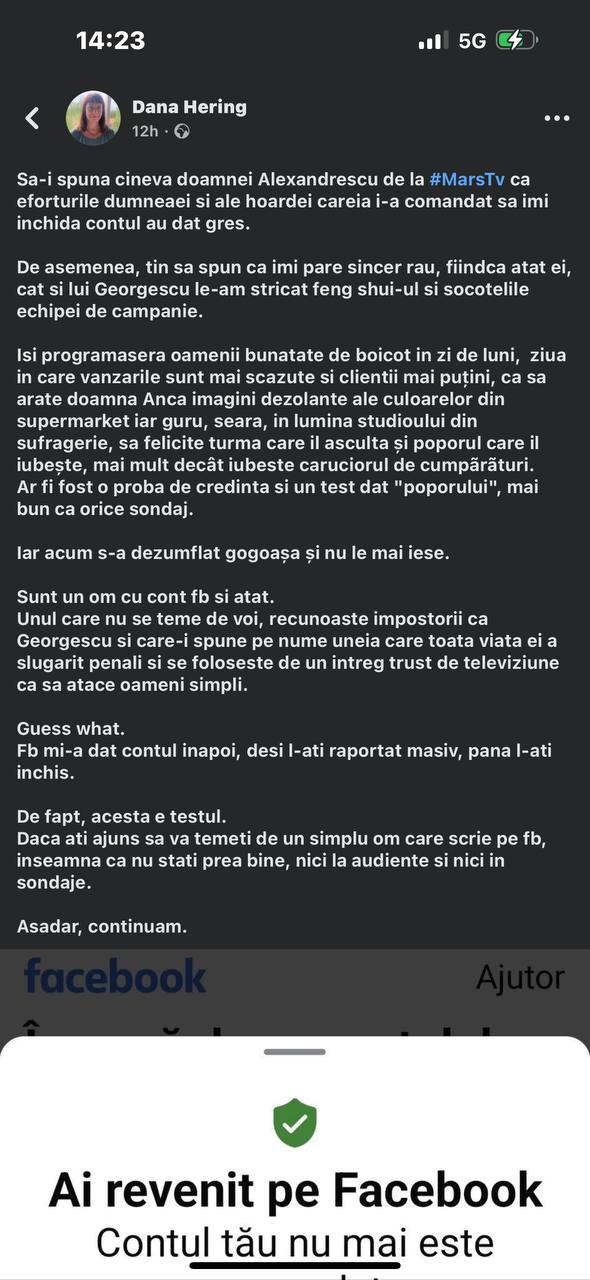 14:23
5G
Dana Hering
12h ·
Sa-i spuna cineva doamnei Alexandrescu de la #MarsTv ca
eforturile dumneaei si ale hoardei careia i-a comandat sa imi
inchida contul au dat gres.
De asemenea, tin sa spun ca imi pare sincer rau, fiindca atat ei,
cat si lui Georgescu le-am stricat feng shui-ul si socotelile
echipei de campanie.
Isi programasera oamenii bunatate de boicot in zi de luni, ziua
in care vanzarile sunt mai scazute si clientii mai puțini, ca sa
arate doamna Anca imagini dezolante ale culoarelor din
supermarket iar guru, seara, in lumina studioului din
sufragerie, sa felicite turma care il asculta și poporul care il
iubește, mai mult decât iubeste caruciorul de cumpãrãturi.
Ar fi fost o proba de credinta si un test dat "poporului", mai
bun ca orice sondaj.
Iar acum s-a dezumflat gogoașa și nu le mai iese.
Sunt un om cu cont fb si atat.
Unul care nu se teme de voi, recunoaste impostorii ca
Georgescu si care-i spune pe nume uneia care toata viata ei a
slugarit penali si se foloseste de un intreg trust de televiziune
ca sa atace oameni simpli.
Guess what.
Fb mi-a dat contul inapoi, desi l-ati raportat masiv, pana l-ati
inchis.
De fapt, acesta e testul.
Daca ati ajuns sa va temeti de un simplu om care scrie pe fb,
inseamna ca nu stati prea bine, nici la audiente si nici in
sondaje.
Asadar, continuam.
facebook
Ajutor
Ai revenit pe Facebook
Contul tău nu mai este